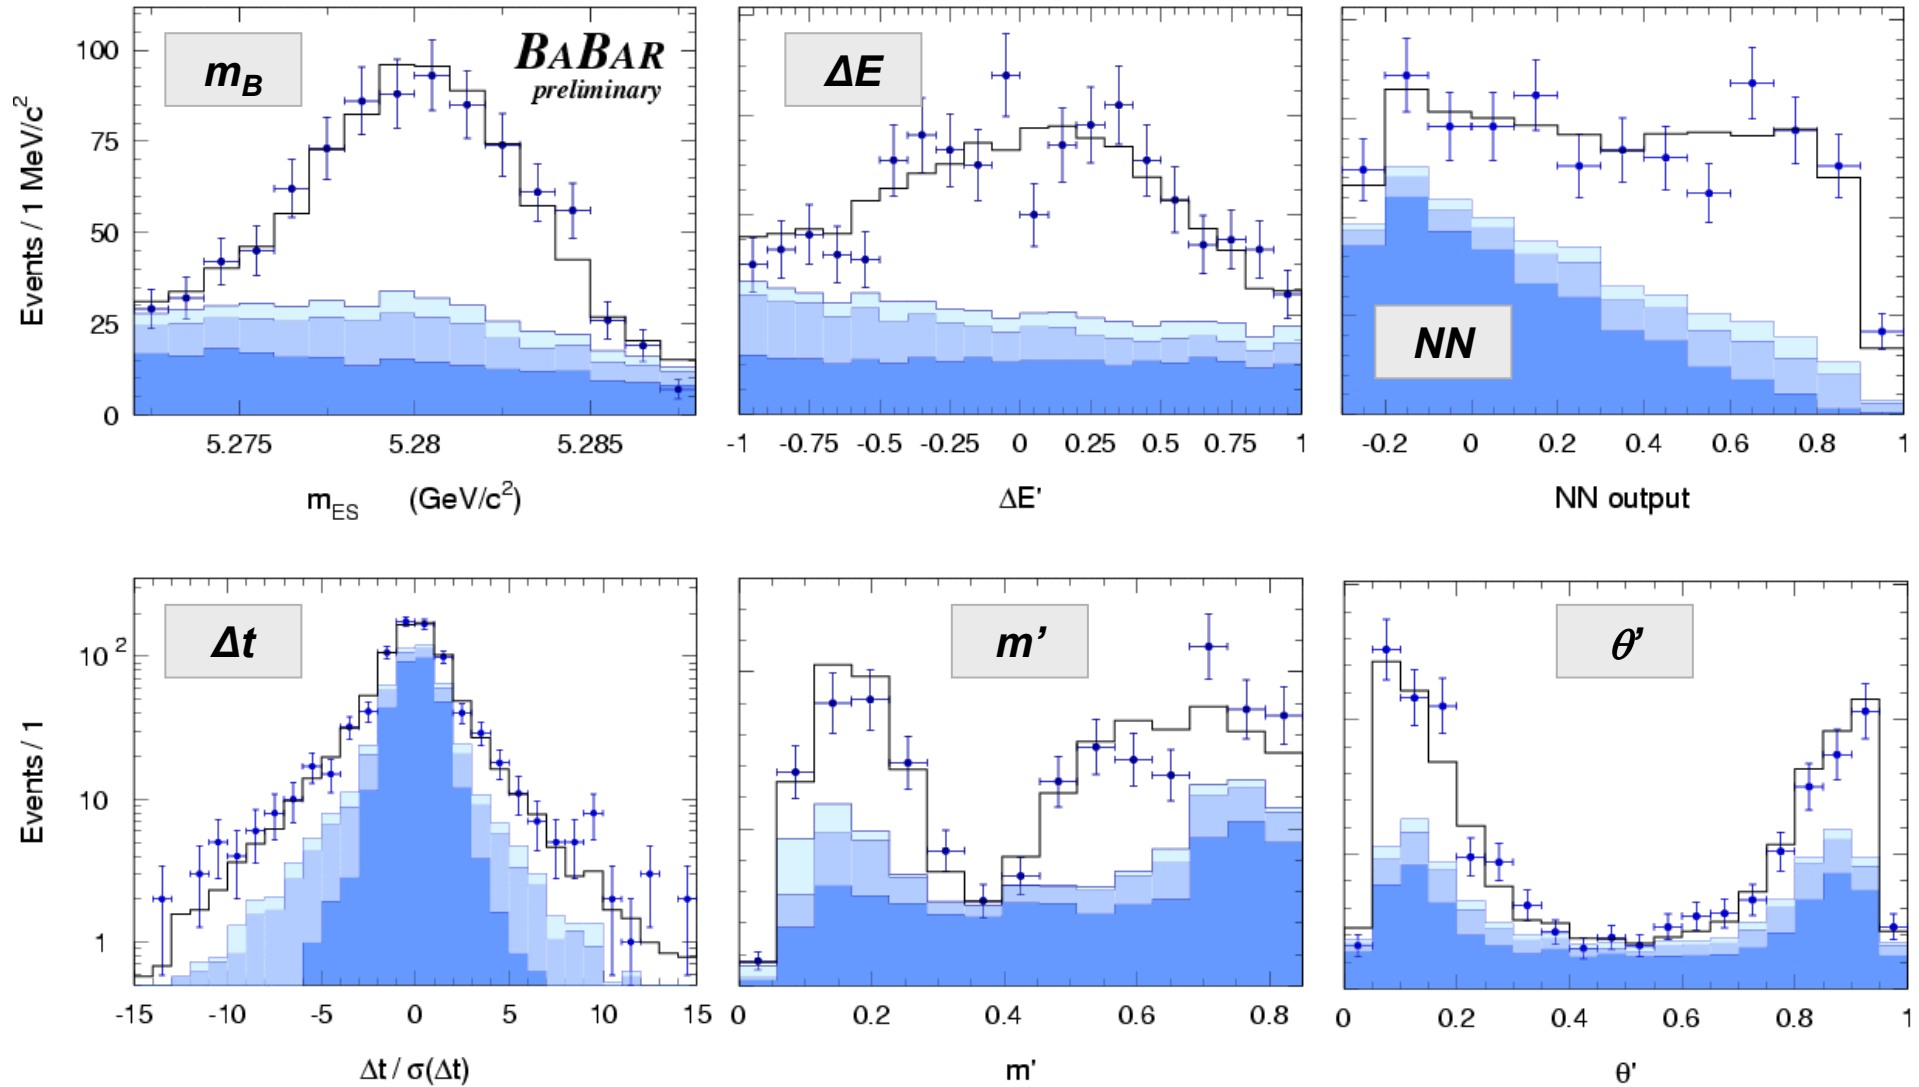 Events / 1 MeV/c²
100
75
50
25
0
m_B
BABAR
preliminary
5.275 5.28 5.285
m_ES (GeV/c²)
ΔE
-1 -0.75 -0.5 -0.25 0 0.25 0.5 0.75 1
ΔE'
NN
-0.2 0 0.2 0.4 0.6 0.8 1
NN output
Events / 1
10²
10
1
Δt
-15 -10 -5 0 5 10 15
Δt / σ(Δt)
m’
0 0.2 0.4 0.6 0.8
m'
θ’
0 0.2 0.4 0.6 0.8 1
θ'